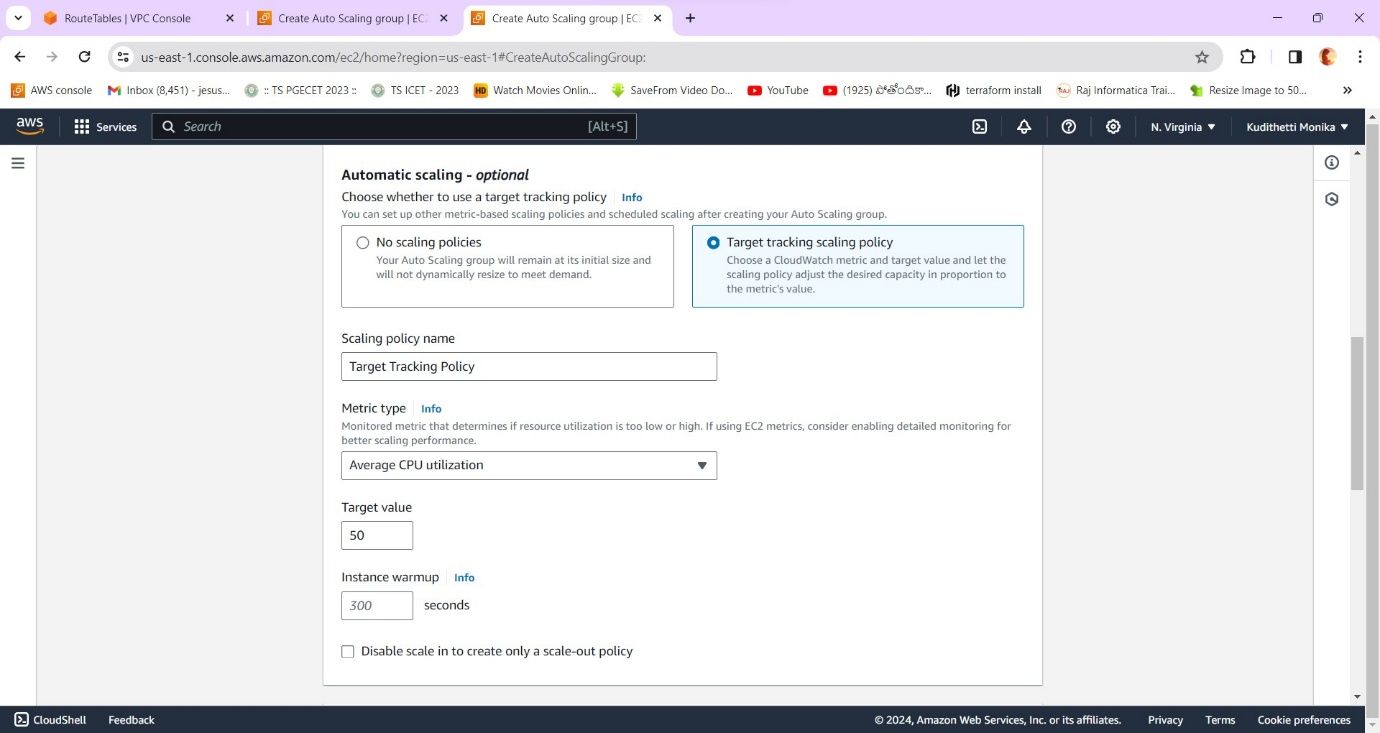 RouteTables | VPC Console
Create Auto Scaling group | EC
Create Auto Scaling group | EC
us-east-1.console.aws.amazon.com/ec2/home?region=us-east-1#CreateAutoScalingGroup:
AWS console
Inbox (8,451) - jesus...
:: TS PGECET 2023 ::
TS ICET - 2023
HD Watch Movies Onlin...
SaveFrom Video Do...
YouTube
(1925)
terraform install
Raj Informatica Trai...
Resize Image to 50...
aws
Services
Search
[Alt+S]
N. Virginia
Kudithetti Monika
Automatic scaling - optional
Choose whether to use a target tracking policy Info
You can set up other metric-based scaling policies and scheduled scaling after creating your Auto Scaling group.
No scaling policies
Your Auto Scaling group will remain at its initial size and
will not dynamically resize to meet demand.
Target tracking scaling policy
Choose a CloudWatch metric and target value and let the
scaling policy adjust the desired capacity in proportion to
the metric's value.
Scaling policy name
Target Tracking Policy
Metric type Info
Monitored metric that determines if resource utilization is too low or high. If using EC2 metrics, consider enabling detailed monitoring for
better scaling performance.
Average CPU utilization
Target value
50
Instance warmup Info
300 seconds
Disable scale in to create only a scale-out policy
CloudShell
Feedback
© 2024, Amazon Web Services, Inc. or its affiliates.
Privacy
Terms
Cookie preferences